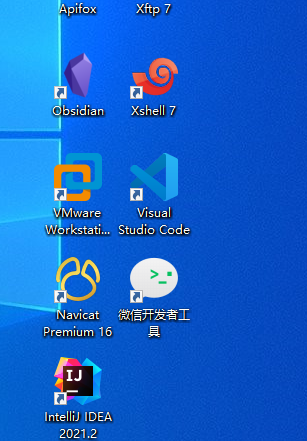 Apifox
Xftp 7
Obsidian
Xshell 7
VMware
Workstati...
Visual
Studio Code
Navicat
Premium 16
微信开发者工
具
IJ
IntelliJ IDEA
2021.2